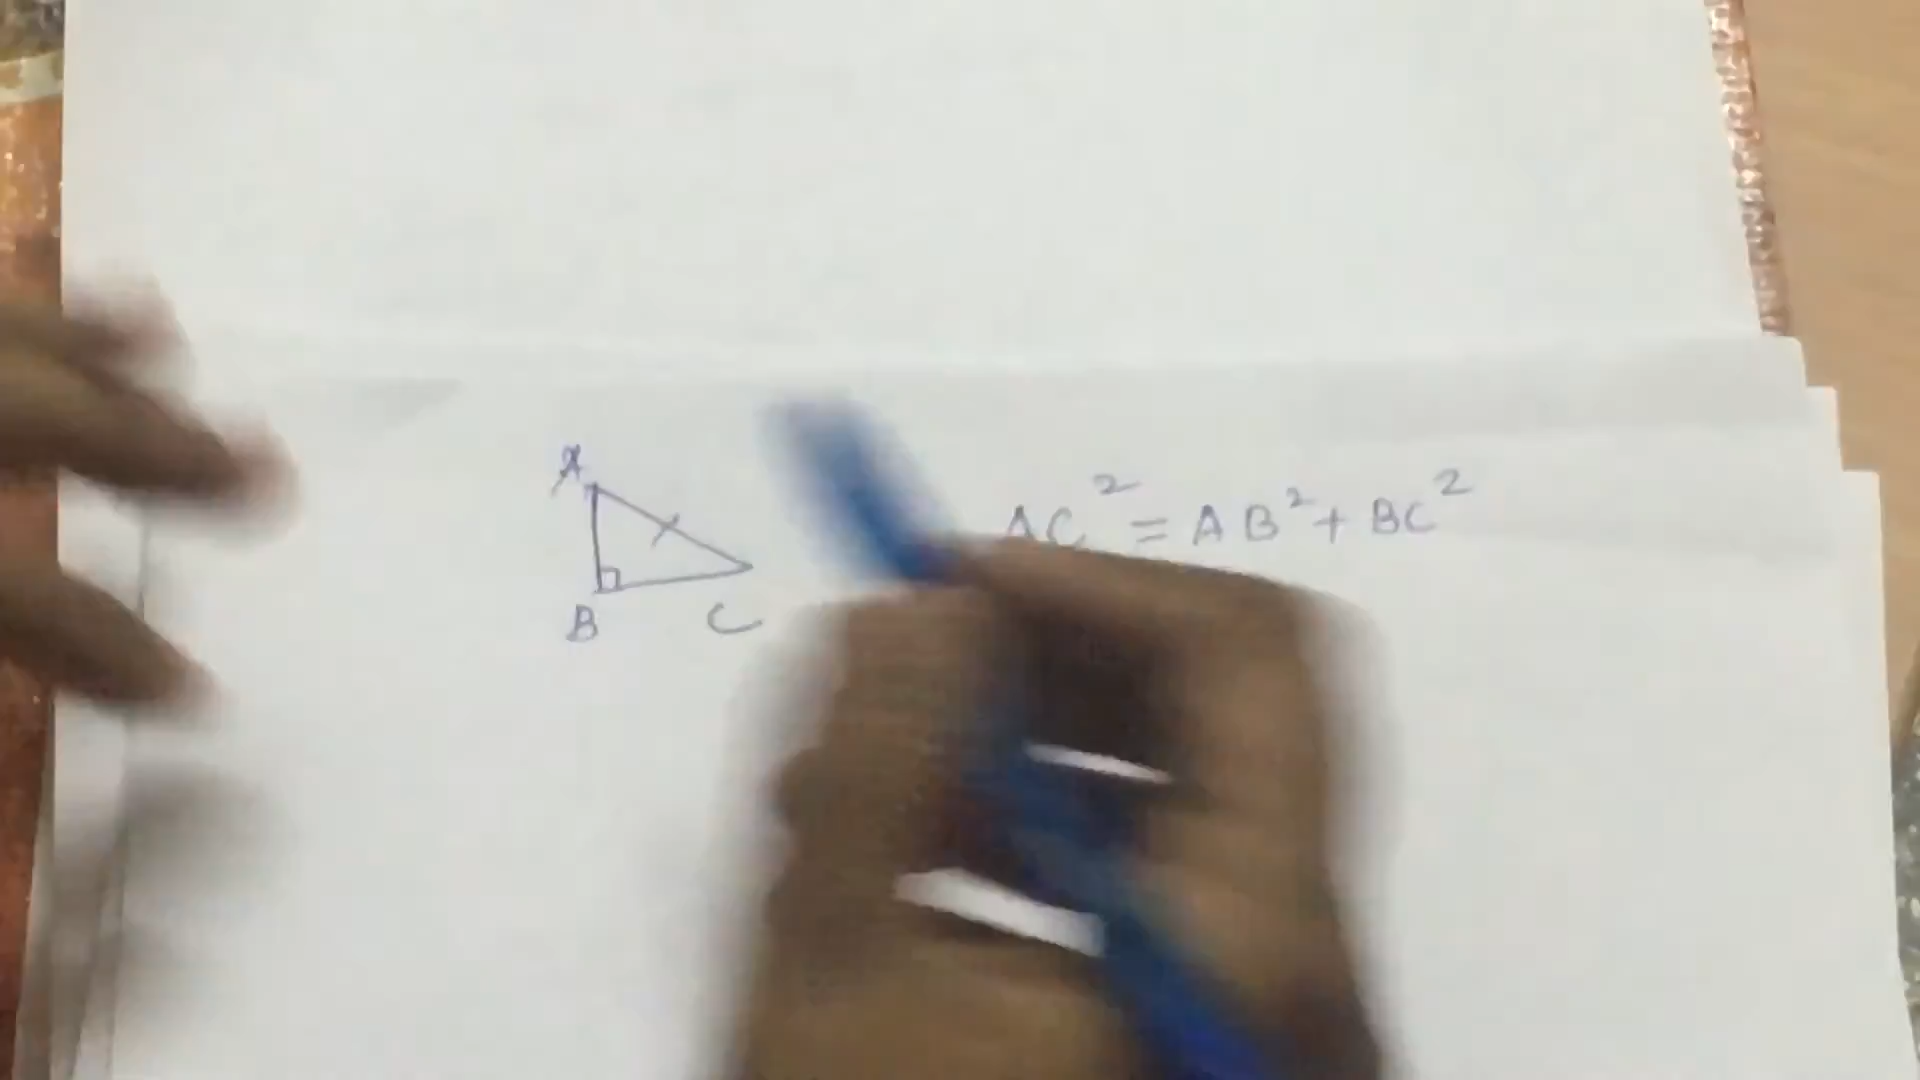 A
AC² = AB² + BC²
B C